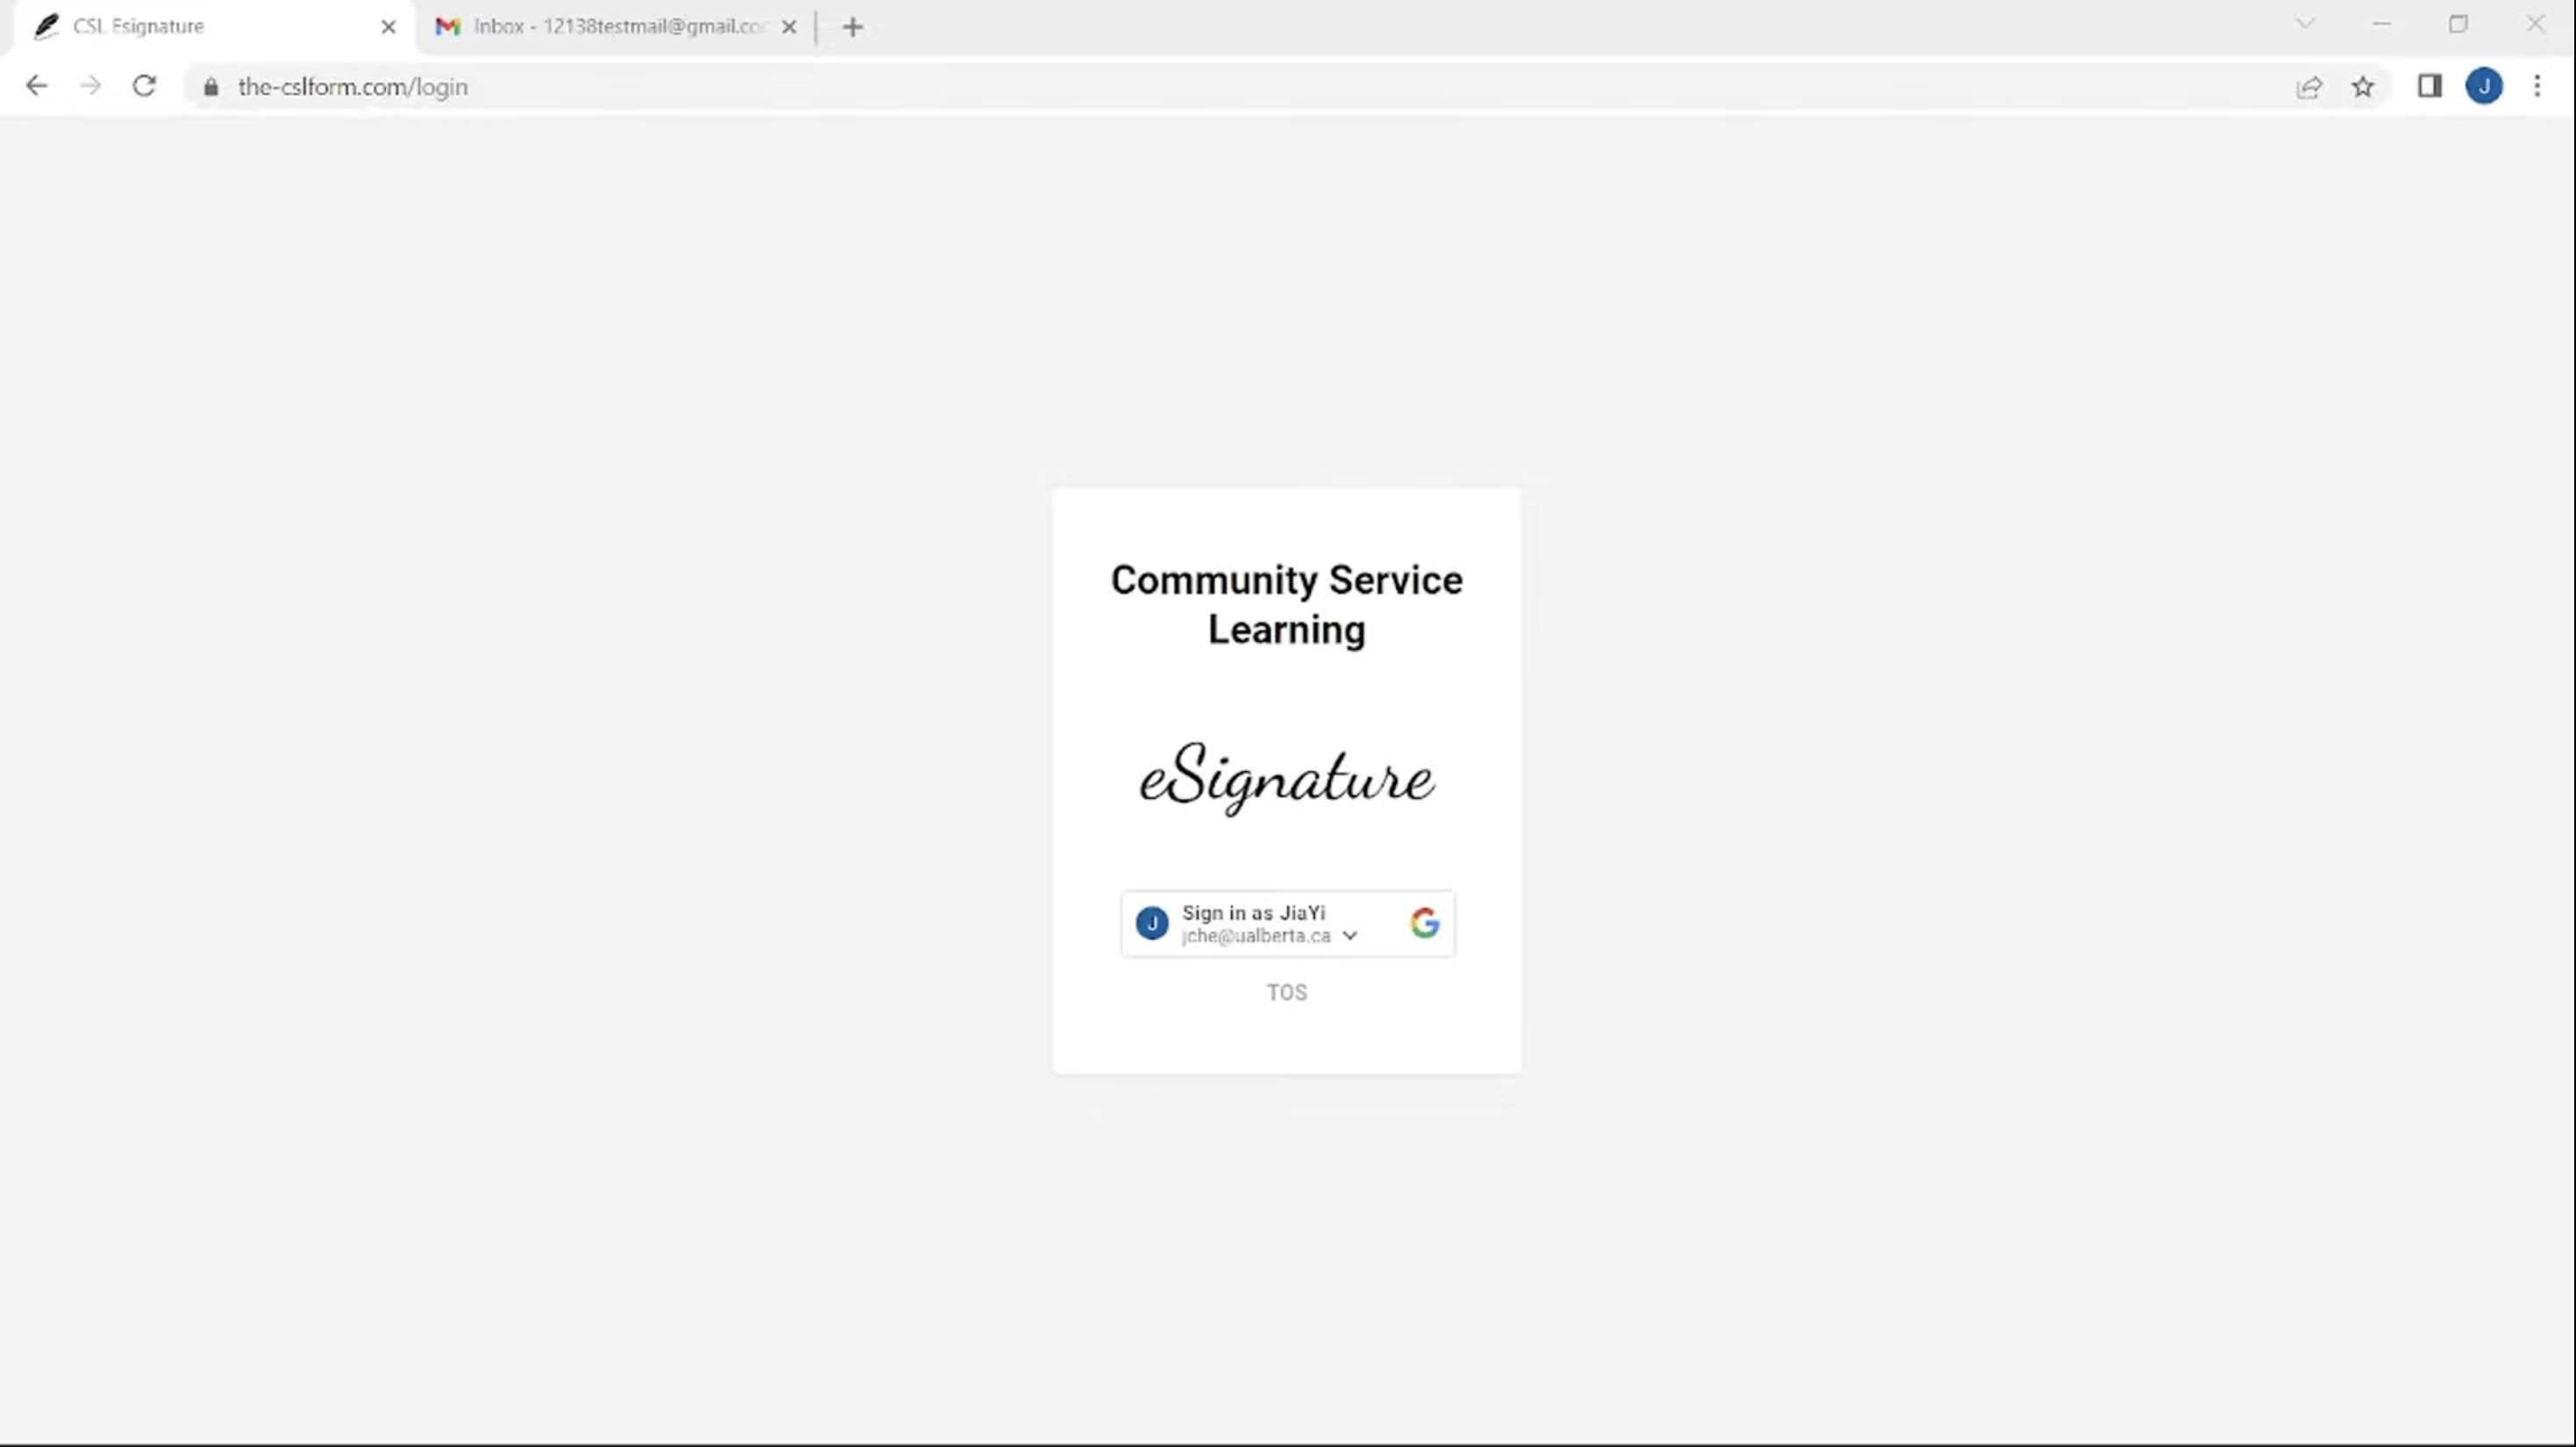 CSL Esignature
Inbox - 12138testmail@gmail.co
the-cslform.com/login
J
Community Service
Learning
eSignature
J
Sign in as JiaYi
jche@ualberta.ca
TOS